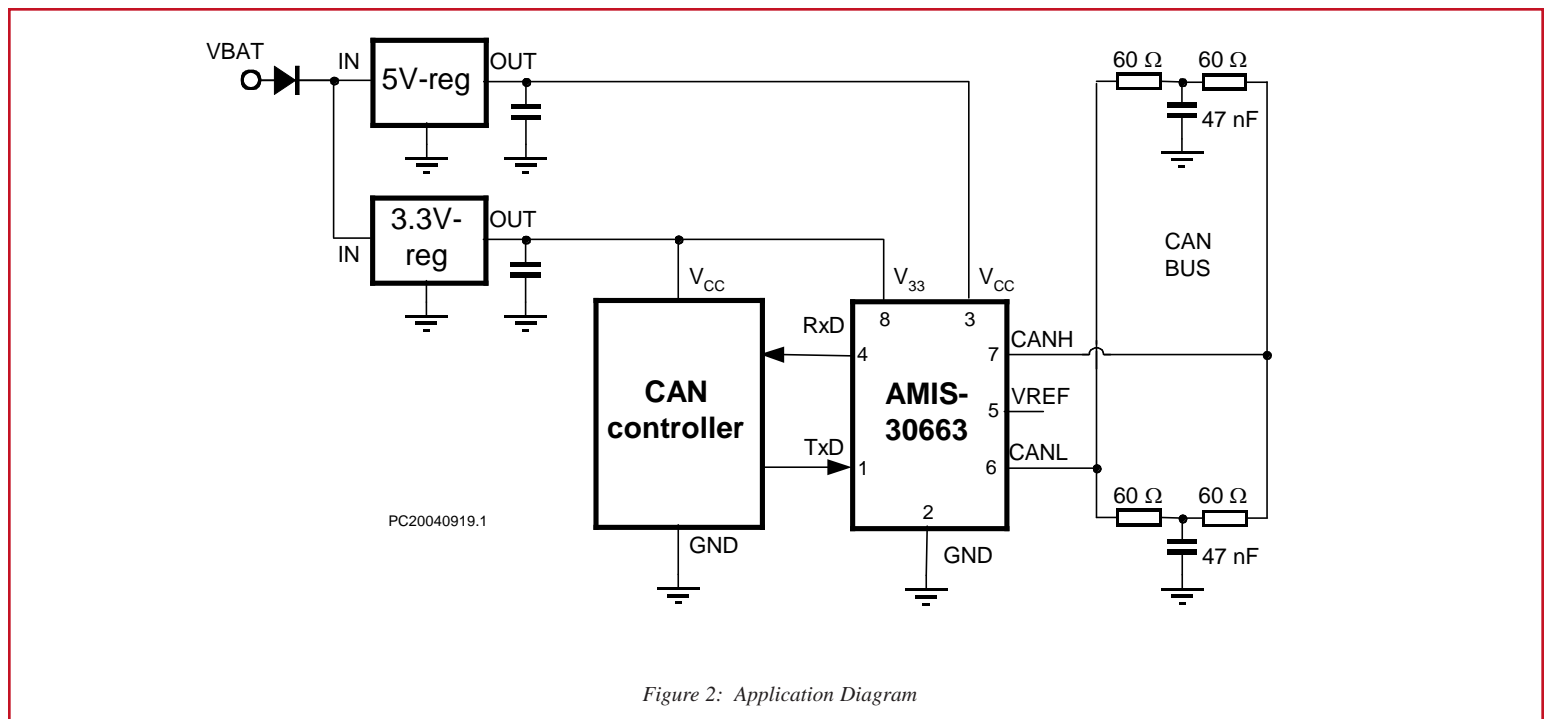 VBAT
IN
5V-reg
OUT
60 Ω
60 Ω
47 nF
3.3V-
reg
OUT
IN
CAN
BUS
VCC
V33
VCC
RxD
8
3
CANH
4
7
CAN
controller
AMIS-
30663
VREF
5
TxD
CANL
1
6
60 Ω
60 Ω
2
PC20040919.1
GND
GND
47 nF
Figure 2: Application Diagram